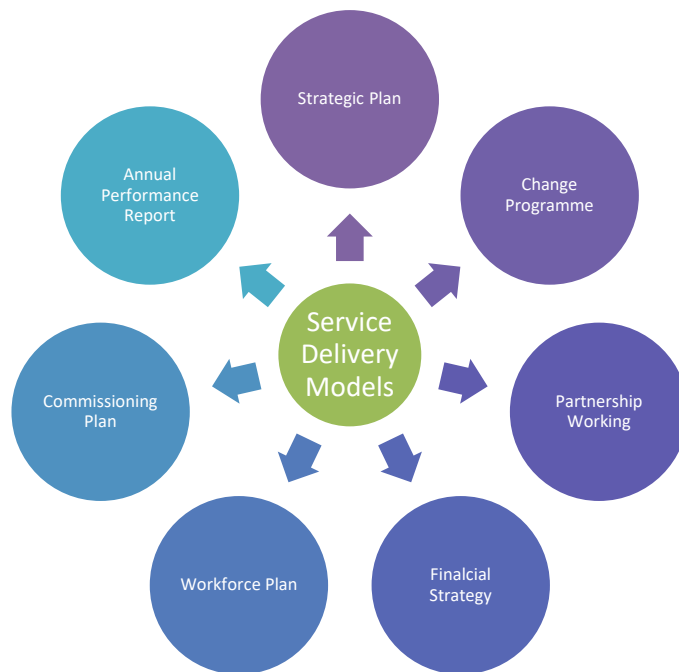 Strategic Plan
Change
Programme
Partnership
Working
Finalcial
Strategy
Workforce Plan
Commissioning
Plan
Annual
Performance
Report
Service
Delivery
Models